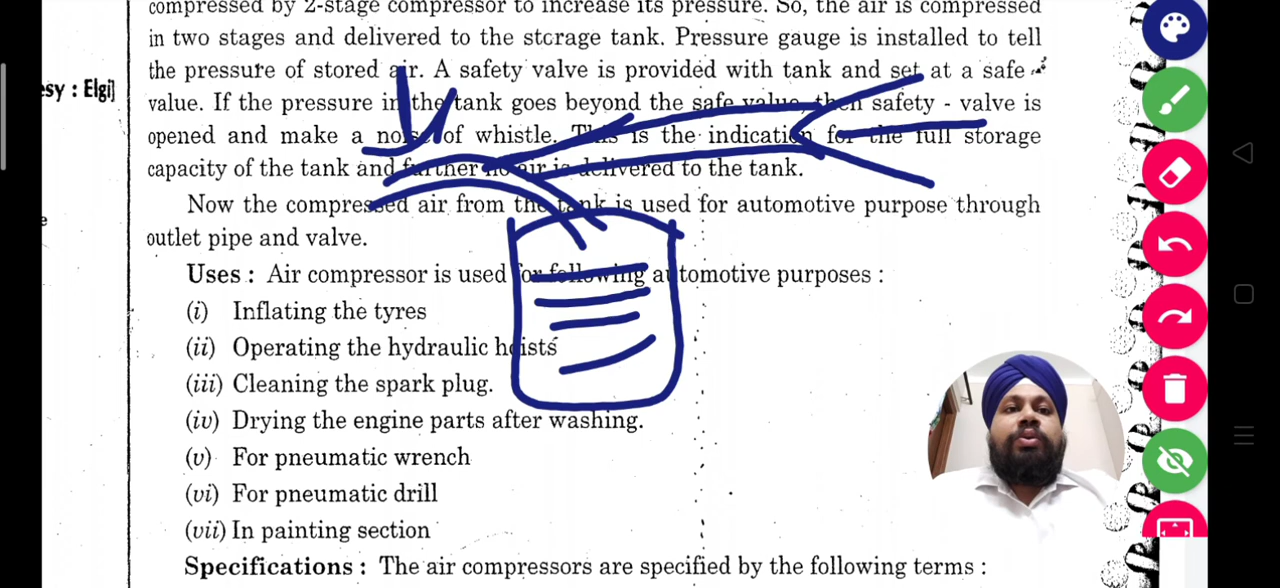 compressed by 2-stage compressor to increase its pressure. So, the air is compressed
in two stages and delivered to the storage tank. Pressure gauge is installed to tell
the pressure of stored air. A safety valve is provided with tank and set at a safe
esy : Elgi]
value. If the pressure in the tank goes beyond the safe value, then safety - valve is
opened and make a noise of whistle. This is the indication for the full storage
capacity of the tank and further no air is delivered to the tank.
Now the compressed air from the tank is used for automotive purpose through
e
outlet pipe and valve.
Uses : Air compressor is used for following automotive purposes :
(i) Inflating the tyres
(ii) Operating the hydraulic hoists
(iii) Cleaning the spark plug.
(iv) Drying the engine parts after washing.
(v) For pneumatic wrench
(vi) For pneumatic drill
(vii) In painting section
Specifications : The air compressors are specified by the following terms :